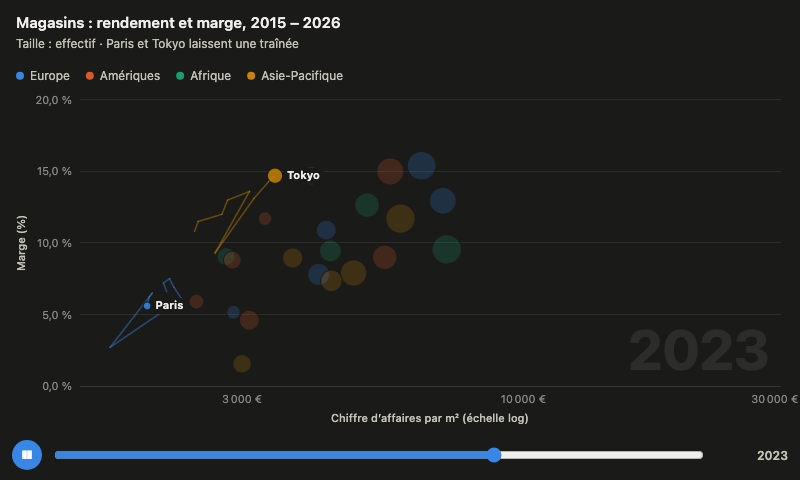 Magasins : rendement et marge, 2015 – 2026
Taille : effectif · Paris et Tokyo laissent une traînée
Europe Amériques Afrique Asie-Pacifique
20,0 %
15,0 %
10,0 %
5,0 %
0,0 %
Marge (%)
Tokyo
Paris
2023
3 000 € 10 000 € 30 000 €
Chiffre d'affaires par m² (échelle log)
2023